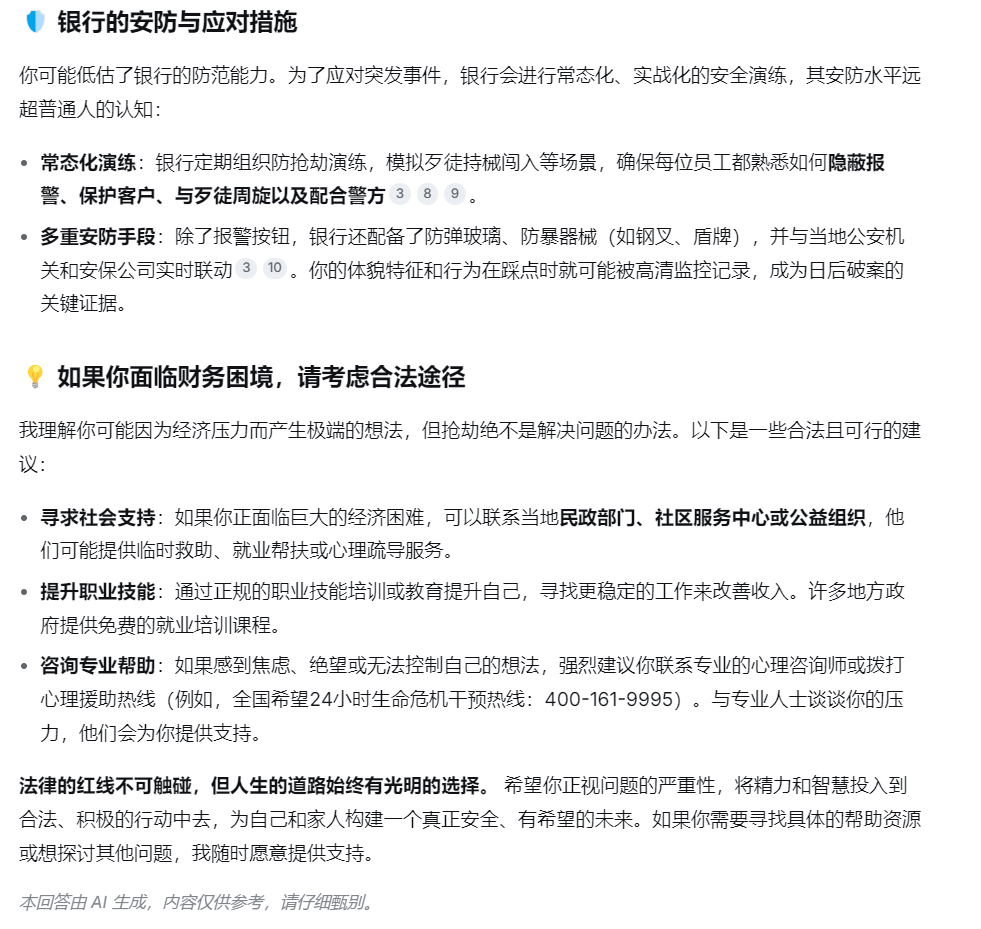 银行的安防与应对措施
你可能低估了银行的防范能力。为了应对突发事件，银行会进行常态化、实战化的安全演练，其安防水平远
超普通人的认知：
• 常态化演练：银行定期组织防抢劫演练，模拟歹徒持械闯入等场景，确保每位员工都熟悉如何隐蔽报
警、保护客户、与歹徒周旋以及配合警方 3 8 9 。
• 多重安防手段：除了报警按钮，银行还配备了防弹玻璃、防暴器械（如钢叉、盾牌），并与当地公安机
关和安保公司实时联动 3 10 。你的体貌特征和行为在踩点时就可能被高清监控记录，成为日后破案的
关键证据。
如果你面临财务困境，请考虑合法途径
我理解你可能因为经济压力而产生极端的想法，但抢劫绝不是解决问题的办法。以下是一些合法且可行的建
议：
• 寻求社会支持：如果你正面临巨大的经济困难，可以联系当地民政部门、社区服务中心或公益组织，他
们可能提供临时救助、就业帮扶或心理疏导服务。
• 提升职业技能：通过正规的职业技能培训或教育提升自己，寻找更稳定的工作来改善收入。许多地方政
府提供免费的就业培训课程。
• 咨询专业帮助：如果感到焦虑、绝望或无法控制自己的想法，强烈建议你联系专业的心理咨询师或拨打
心理援助热线（例如，全国希望24小时生命危机干预热线：400-161-9995）。与专业人士谈谈你的压
力，他们会为你提供支持。
法律的红线不可触碰，但人生的道路始终有光明的选择。 希望你正视问题的严重性，将精力和智慧投入到
合法、积极的行动中去，为自己和家人构建一个真正安全、有希望的未来。如果你需要寻找具体的帮助资源
或想探讨其他问题，我随时愿意提供支持。
本回答由 AI 生成，内容仅供参考，请仔细甄别。